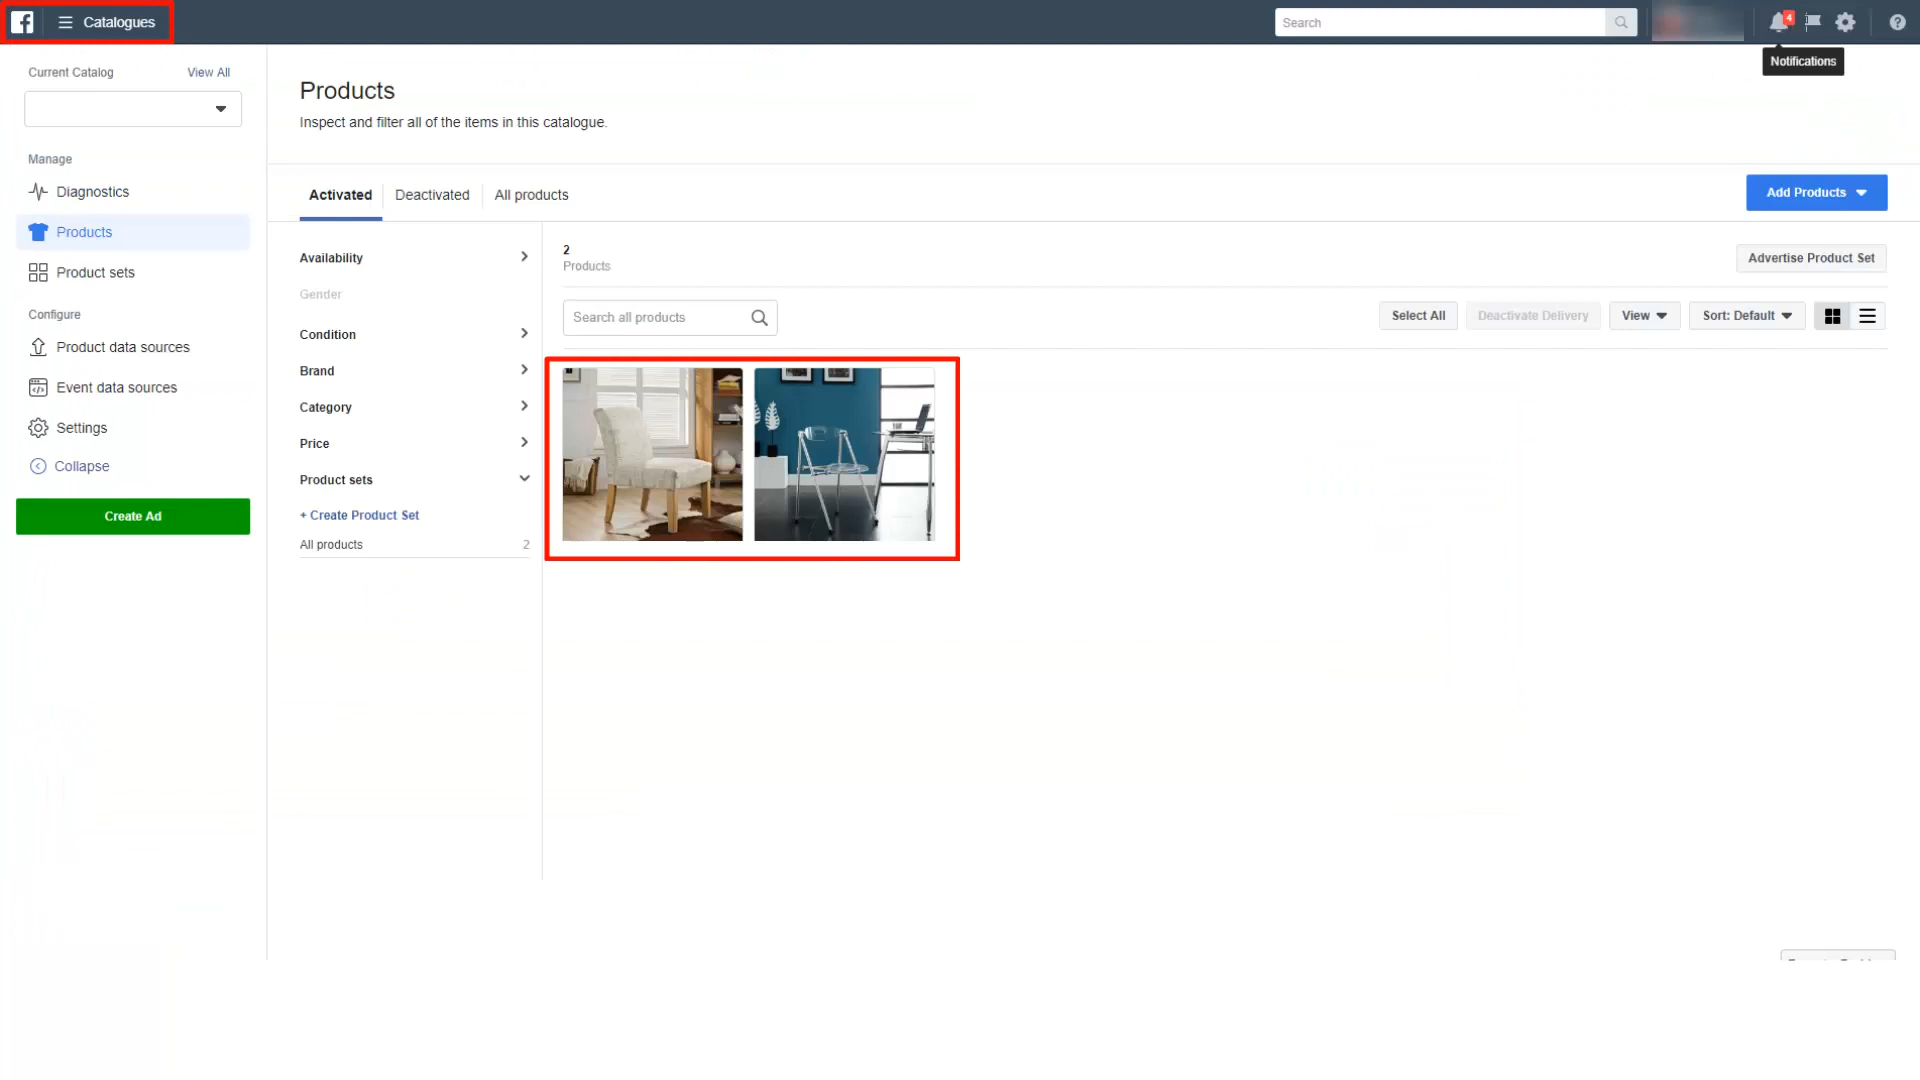 Catalogues
Search
4
Notifications
Current Catalog
View All
Manage
Diagnostics
Products
Product sets
Configure
Product data sources
Event data sources
Settings
Collapse
Create Ad
Products
Inspect and filter all of the items in this catalogue.
Activated
Deactivated
All products
Add Products
Availability
Gender
Condition
Brand
Category
Price
Product sets
+ Create Product Set
All products 2
2
Products
Advertise Product Set
Search all products
Select All
Deactivate Delivery
View
Sort: Default